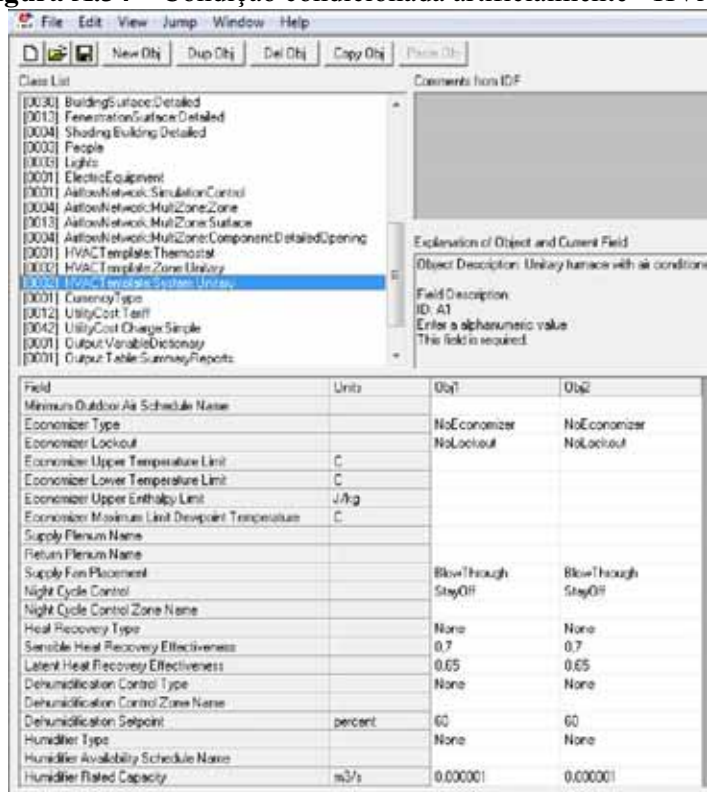 File Edit View Jump Window Help
New Obj Dup Obj Del Obj Copy Obj Paste Obj
Class List
Comments from IDF
[0030] BuildingSurface:Detailed
[0013] FenestrationSurface:Detailed
[0004] Shading:Building:Detailed
[0003] People
[0003] Lights
[0001] ElectricEquipment
[0001] AirflowNetwork:SimulationControl
[0004] AirflowNetwork:MultiZone:Zone
[0013] AirflowNetwork:MultiZone:Surface
[0004] AirflowNetwork:MultiZone:Component:DetailedOpening
[0001] HVACTemplate:Thermostat
[0002] HVACTemplate:Zone:Unitary
[0002] HVACTemplate:System:Unitary
[0001] CurrencyType
[0012] UtilityCost:Tariff
[0042] UtilityCost:Charge:Simple
[0001] Output:VariableDictionary
[0001] Output:Table:SummaryReports
Explanation of Object and Current Field
Object Description: Unitary furnace with air conditione
Field Description:
ID: A1
Enter a alphanumeric value
This field is required.
Field Units Obj1 Obj2
Minimum Outdoor Air Schedule Name
Economizer Type NoEconomizer NoEconomizer
Economizer Lockout NoLockout NoLockout
Economizer Upper Temperature Limit C
Economizer Lower Temperature Limit C
Economizer Upper Enthalpy Limit J/kg
Economizer Maximum Limit Dewpoint Temperature C
Supply Plenum Name
Return Plenum Name
Supply Fan Placement BlowThrough BlowThrough
Night Cycle Control StayOff StayOff
Night Cycle Control Zone Name
Heat Recovery Type None None
Sensible Heat Recovery Effectiveness 0,7 0,7
Latent Heat Recovery Effectiveness 0,65 0,65
Dehumidification Control Type None None
Dehumidification Control Zone Name
Dehumidification Setpoint percent 60 60
Humidifier Type None None
Humidifier Availability Schedule Name
Humidifier Rated Capacity m3/s 0,000001 0,000001